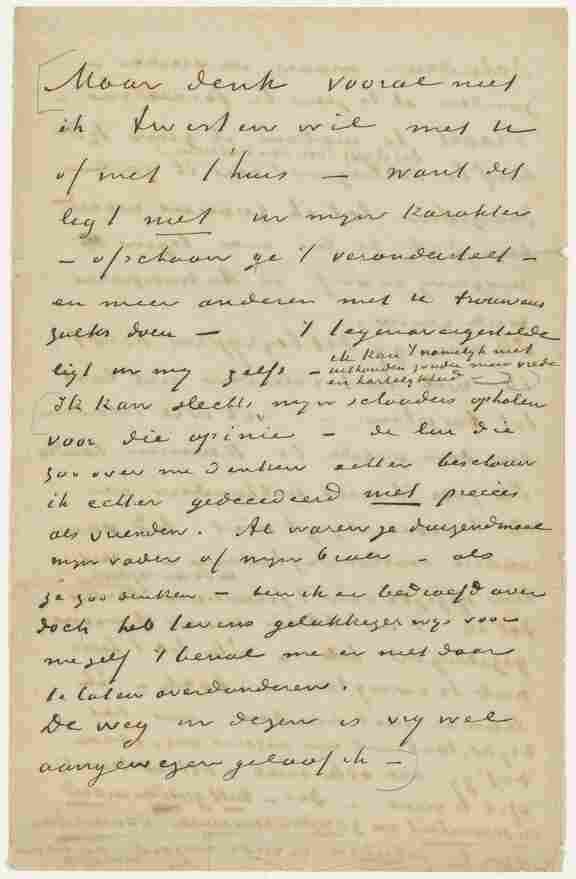 Maar denk vooral niet
ik twisten wil met U
of met 't huis – want dit
ligt niet in mijn karakter
– ofschoon ge 't veronderstelt –
en meer anderen met u trouwens
zulks doen – 't tegenovergestelde
ligt in mij zelf –
ik kan 't namelijk niet
uithouden zonder meer vrede
en hartelijkheid
Ik kan slechts mijn schouders ophalen
voor die opinie – de lui die
zoo over me denken echter beschouw
ik echter gedecideerd niet precies
als vrienden. Al waren ze duizendmaal
mijn vader of mijn broer – als
ze zoo denken – ben ik er bedroefd over
doch heb tevens gelukkiger wijs voor
mezelf 't benul me er niet door
te laten overdonderen.
De weg in dezen is vrij wel
aangewezen geloof ik –